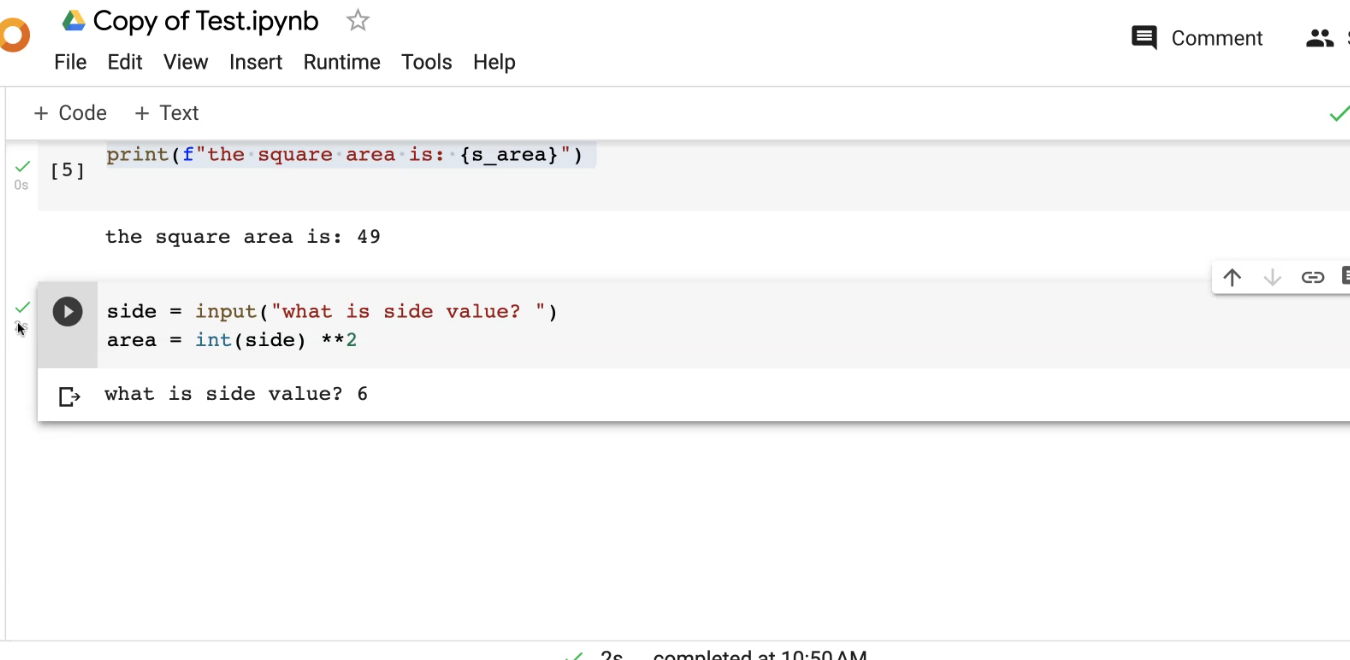 Copy of Test.ipynb
Comment
File Edit View Insert Runtime Tools Help
+ Code + Text
[5] print(f"the square area is: {s_area}")
0s
the square area is: 49
side = input("what is side value? ")
area = int(side) **2
what is side value? 6
2s completed at 10:50 AM